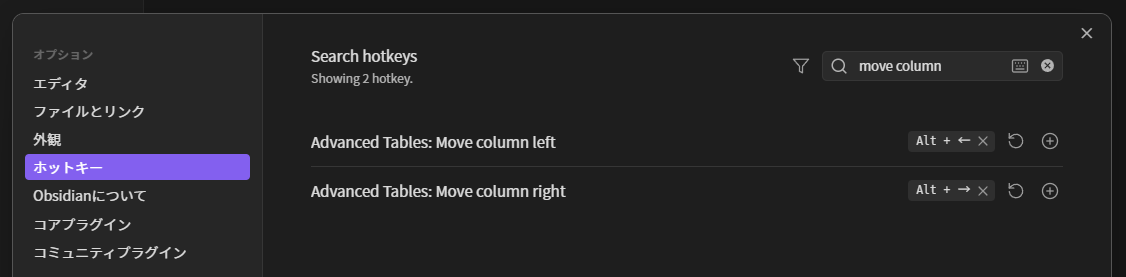 オプション
エディタ
ファイルとリンク
外観
ホットキー
Obsidianについて
コアプラグイン
コミュニティプラグイン
Search hotkeys
Showing 2 hotkey.
move column
Advanced Tables: Move column left
Alt + ←
Advanced Tables: Move column right
Alt + →